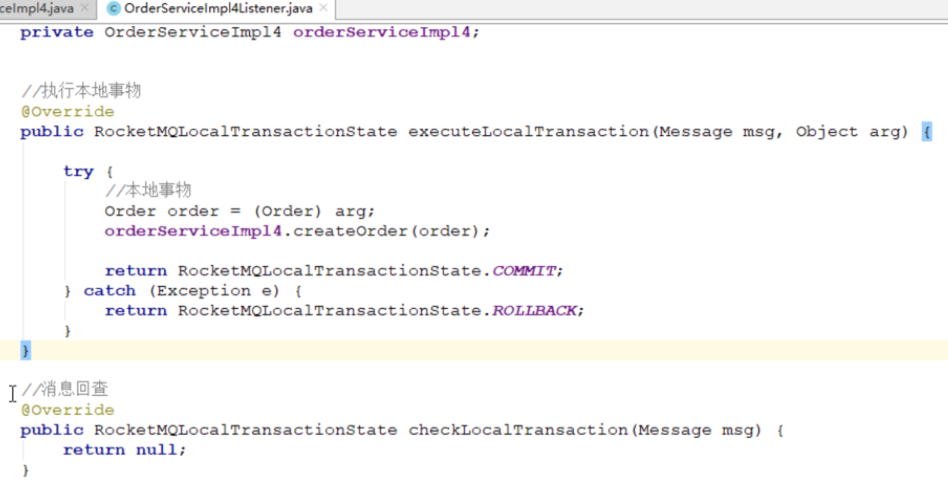 ceImpl4.java × OrderServiceImpl4Listener.java ×
private OrderServiceImpl4 orderServiceImpl4;
//执行本地事物
@Override
public RocketMQLocalTransactionState executeLocalTransaction(Message msg, Object arg) {
try {
//本地事物
Order order = (Order) arg;
orderServiceImpl4.createOrder(order);
return RocketMQLocalTransactionState.COMMIT;
} catch (Exception e) {
return RocketMQLocalTransactionState.ROLLBACK;
}
}
//消息回查
@Override
public RocketMQLocalTransactionState checkLocalTransaction(Message msg) {
return null;
}